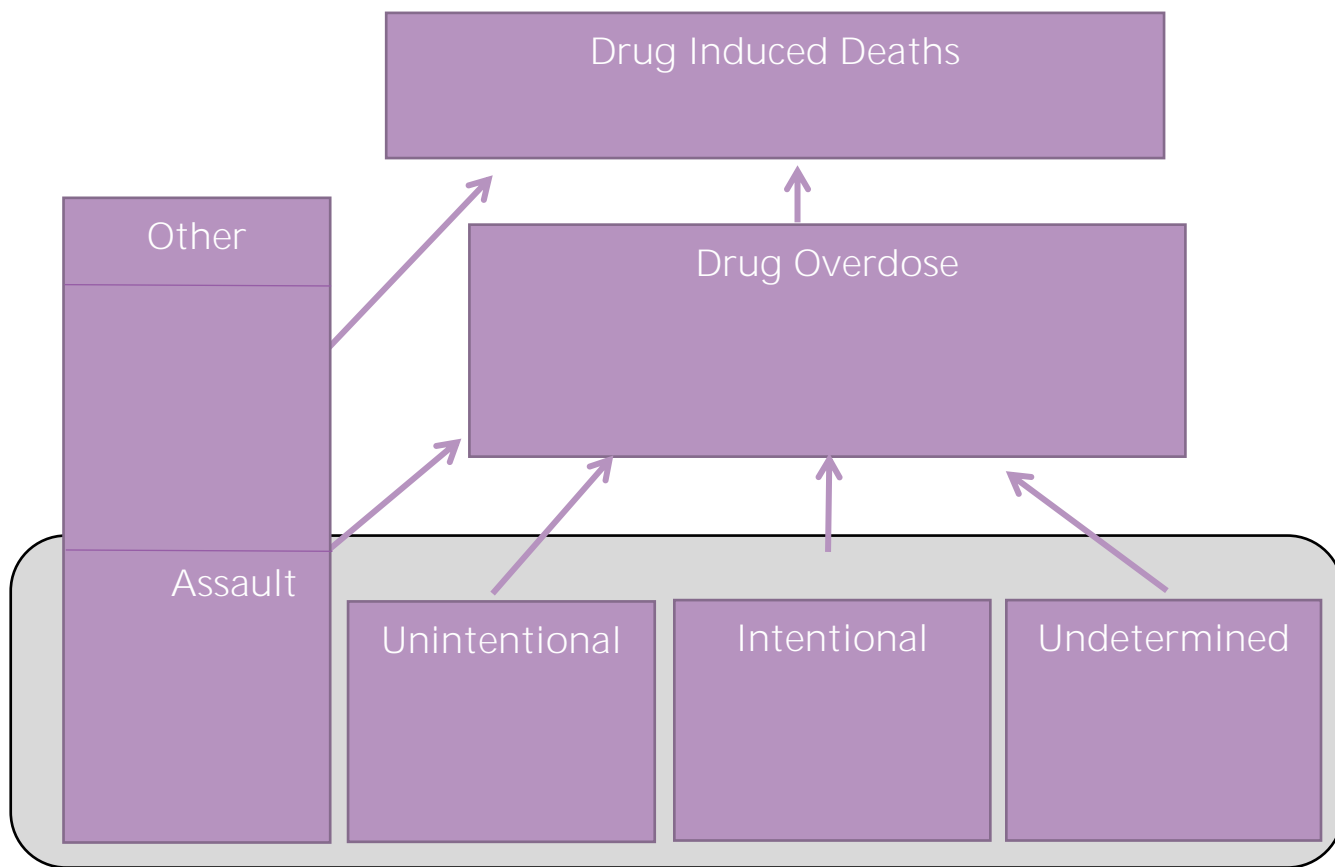 Drug Induced Deaths
Other
Drug Overdose
Assault
Unintentional
Intentional
Undetermined